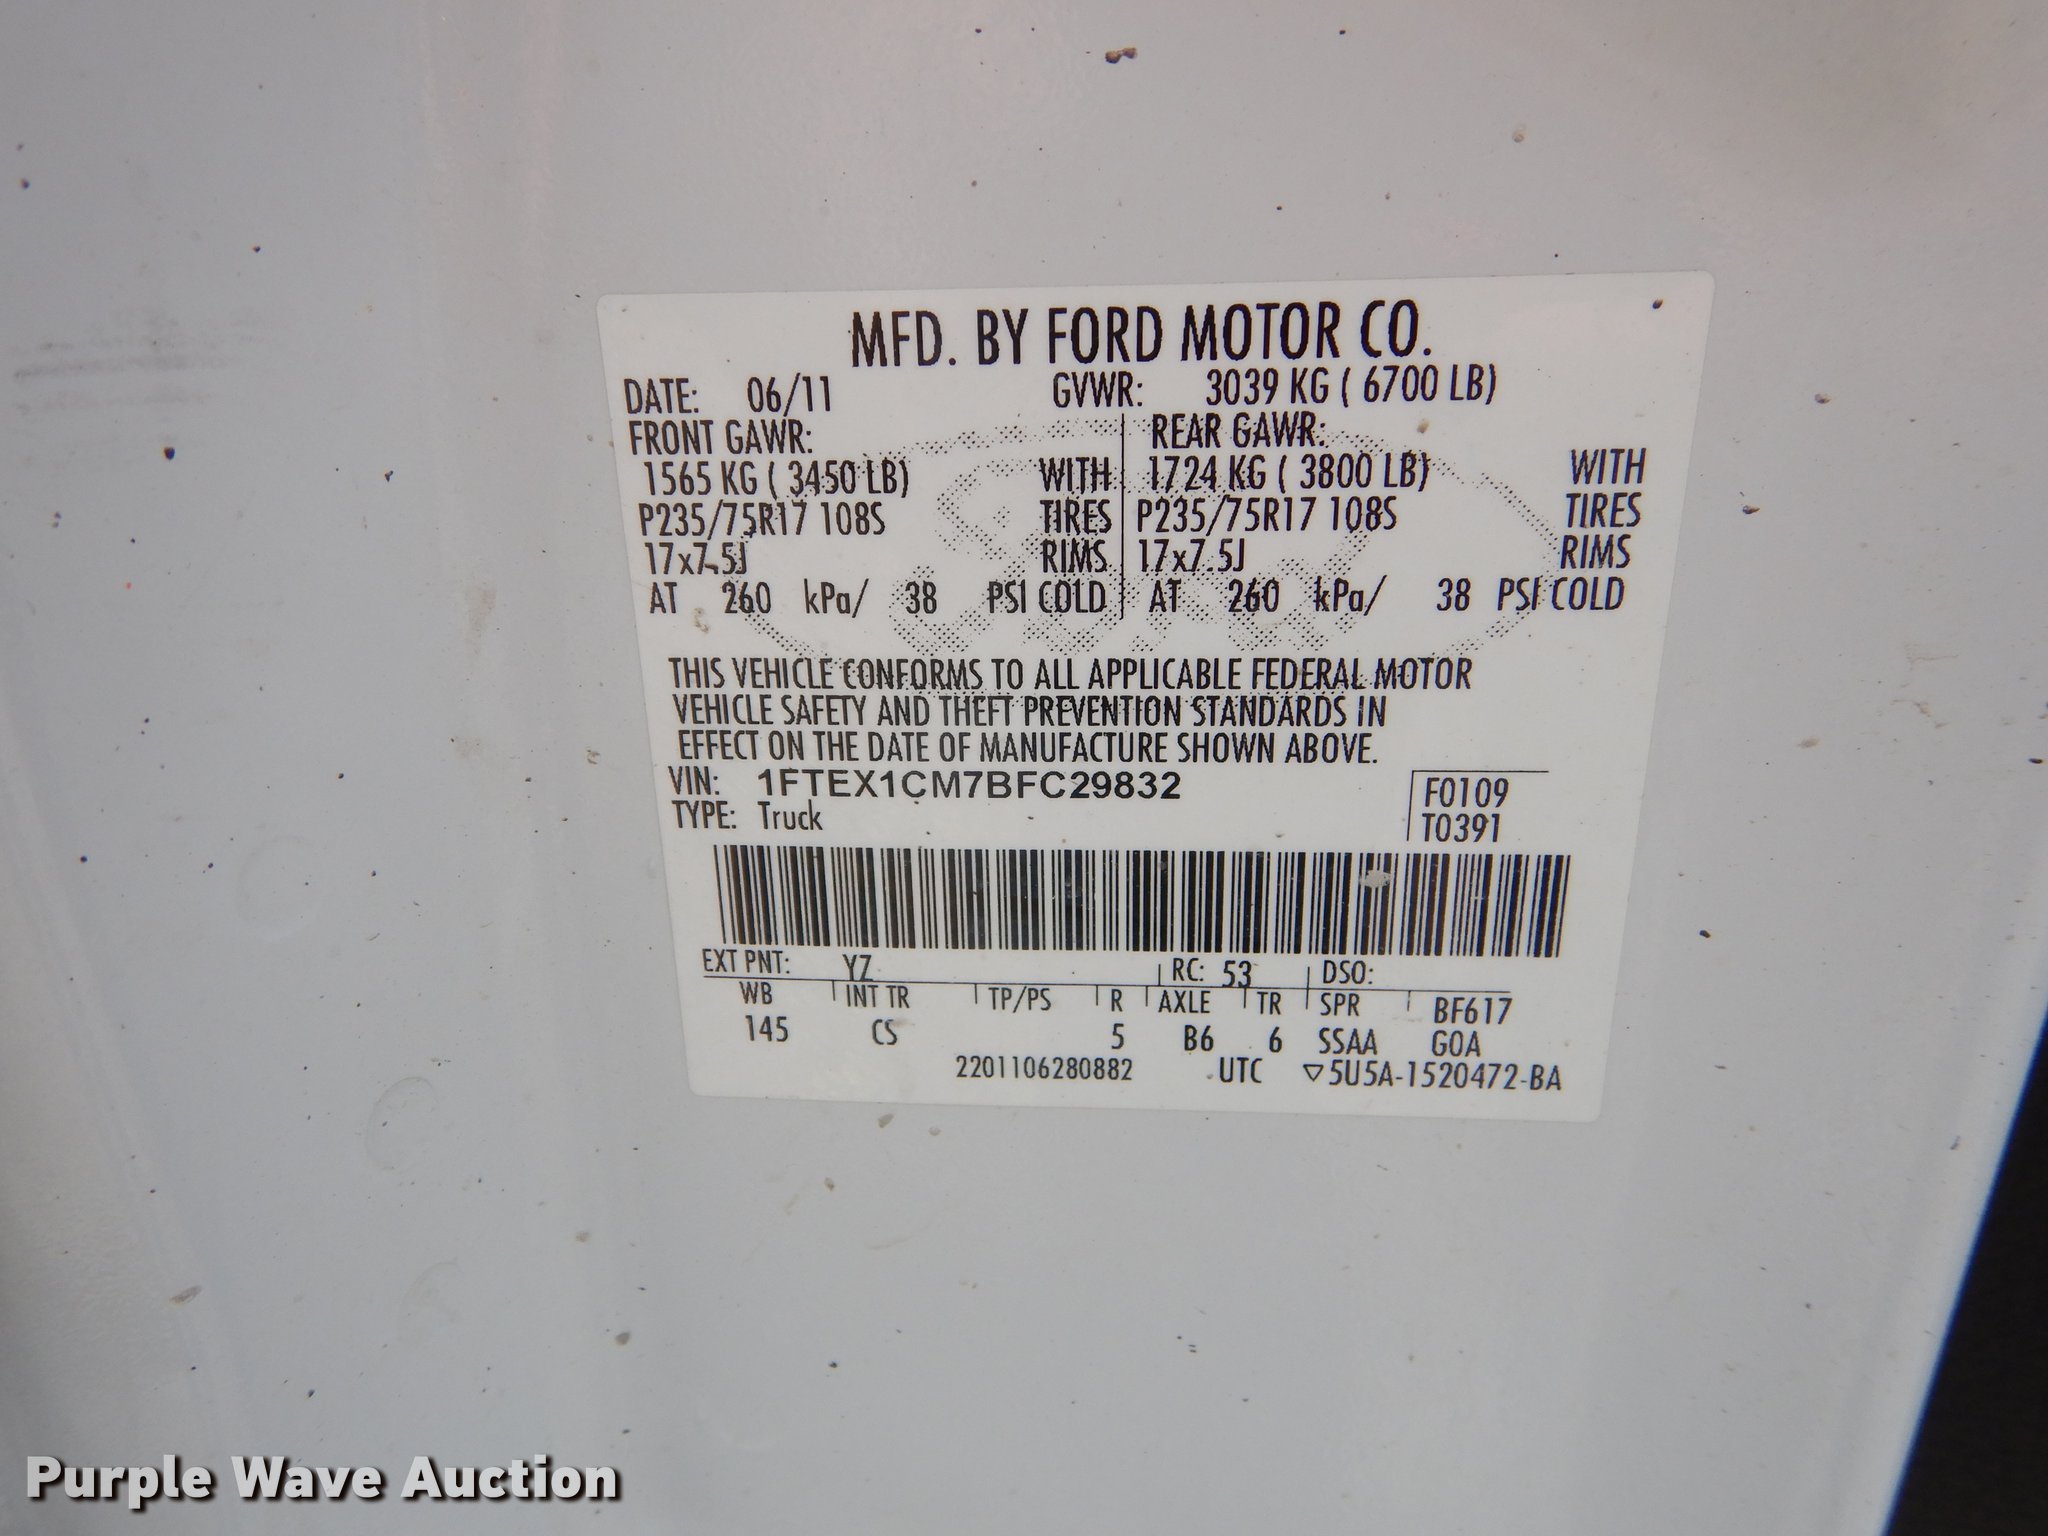 MFD. BY FORD MOTOR CO.
DATE: 06/11 GVWR: 3039 KG ( 6700 LB)
FRONT GAWR: REAR GAWR:
1565 KG ( 3450 LB) WITH 1724 KG ( 3800 LB) WITH
P235/75R17 108S TIRES P235/75R17 108S TIRES
17x7.5J RIMS 17x7.5J RIMS
AT 260 kPa/ 38 PSI COLD AT 260 kPa/ 38 PSI COLD
THIS VEHICLE CONFORMS TO ALL APPLICABLE FEDERAL MOTOR
VEHICLE SAFETY AND THEFT PREVENTION STANDARDS IN
EFFECT ON THE DATE OF MANUFACTURE SHOWN ABOVE.
VIN: 1FTEX1CM7BFC29832 F0109
TYPE: Truck T0391
EXT PNT: YZ RC: 53 DSO:
WB INT TR TP/PS R AXLE TR SPR BF617
145 CS 5 B6 6 SSAA GOA
2201106280882 UTC ▽5U5A-1520472-BA
Ford
Purple Wave Auction